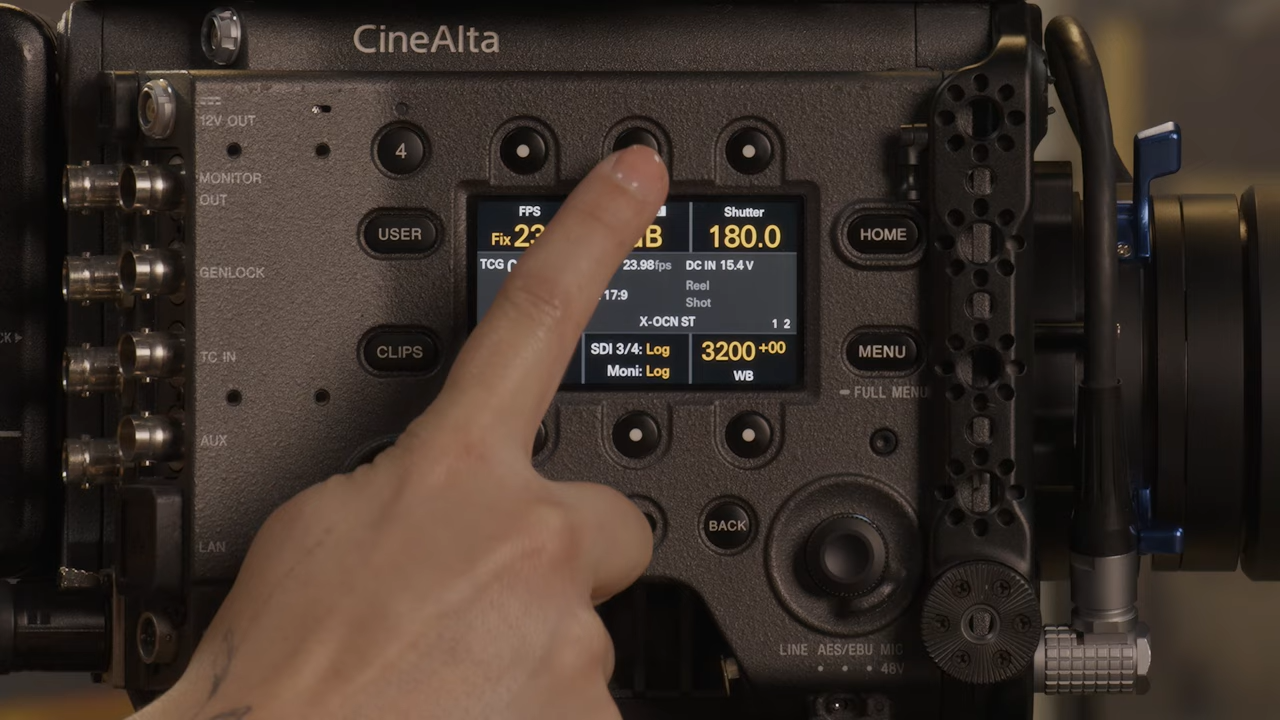 CineAlta
12V OUT
4
MONITOR
OUT
USER
HOME
FPS
Shutter
Fix 23
dB
180.0
TCG
23.98fps
DC IN 15.4 V
Reel
17:9
Shot
X-OCN ST
1 2
GENLOCK
CLIPS
MENU
SDI 3/4: Log
3200+00
Moni: Log
WB
TC IN
FULL MENU
AUX
BACK
LAN
LINE AES/EBU MIC
48V